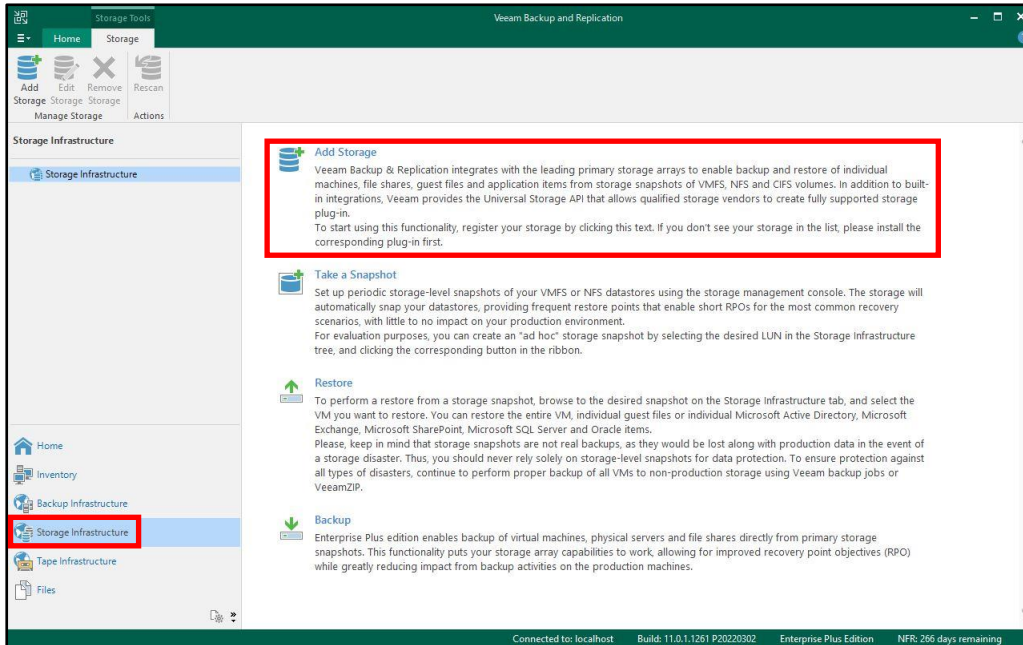 Storage Tools
Veeam Backup and Replication
Home
Storage
Add Storage
Edit Storage
Remove Storage
Rescan
Manage Storage
Actions
Storage Infrastructure
Storage Infrastructure
Add Storage
Veeam Backup & Replication integrates with the leading primary storage arrays to enable backup and restore of individual
machines, file shares, guest files and application items from storage snapshots of VMFS, NFS and CIFS volumes. In addition to built-
in integrations, Veeam provides the Universal Storage API that allows qualified storage vendors to create fully supported storage
plug-in.
To start using this functionality, register your storage by clicking this text. If you don't see your storage in the list, please install the
corresponding plug-in first.
Take a Snapshot
Set up periodic storage-level snapshots of your VMFS or NFS datastores using the storage management console. The storage will
automatically snap your datastores, providing frequent restore points that enable short RPOs for the most common recovery
scenarios, with little to no impact on your production environment.
For evaluation purposes, you can create an "ad hoc" storage snapshot by selecting the desired LUN in the Storage Infrastructure
tree, and clicking the corresponding button in the ribbon.
Restore
To perform a restore from a storage snapshot, browse to the desired snapshot on the Storage Infrastructure tab, and select the
VM you want to restore. You can restore the entire VM, individual guest files or individual Microsoft Active Directory, Microsoft
Exchange, Microsoft SharePoint, Microsoft SQL Server and Oracle items.
Please, keep in mind that storage snapshots are not real backups, as they would be lost along with production data in the event of
a storage disaster. Thus, you should never rely solely on storage-level snapshots for data protection. To ensure protection against
all types of disasters, continue to perform proper backup of all VMs to non-production storage using Veeam backup jobs or
VeeamZIP.
Backup
Enterprise Plus edition enables backup of virtual machines, physical servers and file shares directly from primary storage
snapshots. This functionality puts your storage array capabilities to work, allowing for improved recovery point objectives (RPO)
while greatly reducing impact from backup activities on the production machines.
Home
Inventory
Backup Infrastructure
Storage Infrastructure
Tape Infrastructure
Files
Connected to: localhost
Build: 11.0.1.1261 P20220302
Enterprise Plus Edition
NFR: 266 days remaining